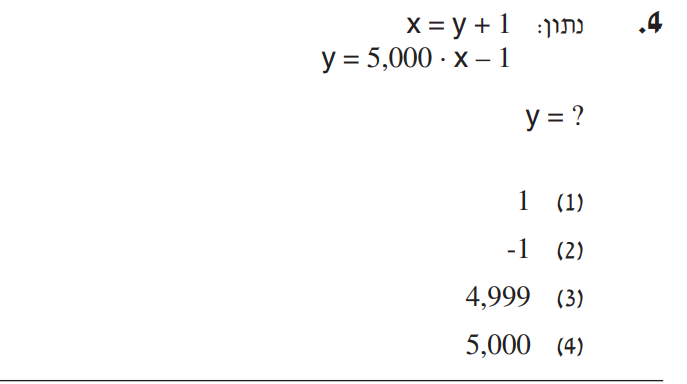 4. נתון: x = y + 1
y = 5,000 · x – 1
y = ?
(1) 1
(2) -1
(3) 4,999
(4) 5,000